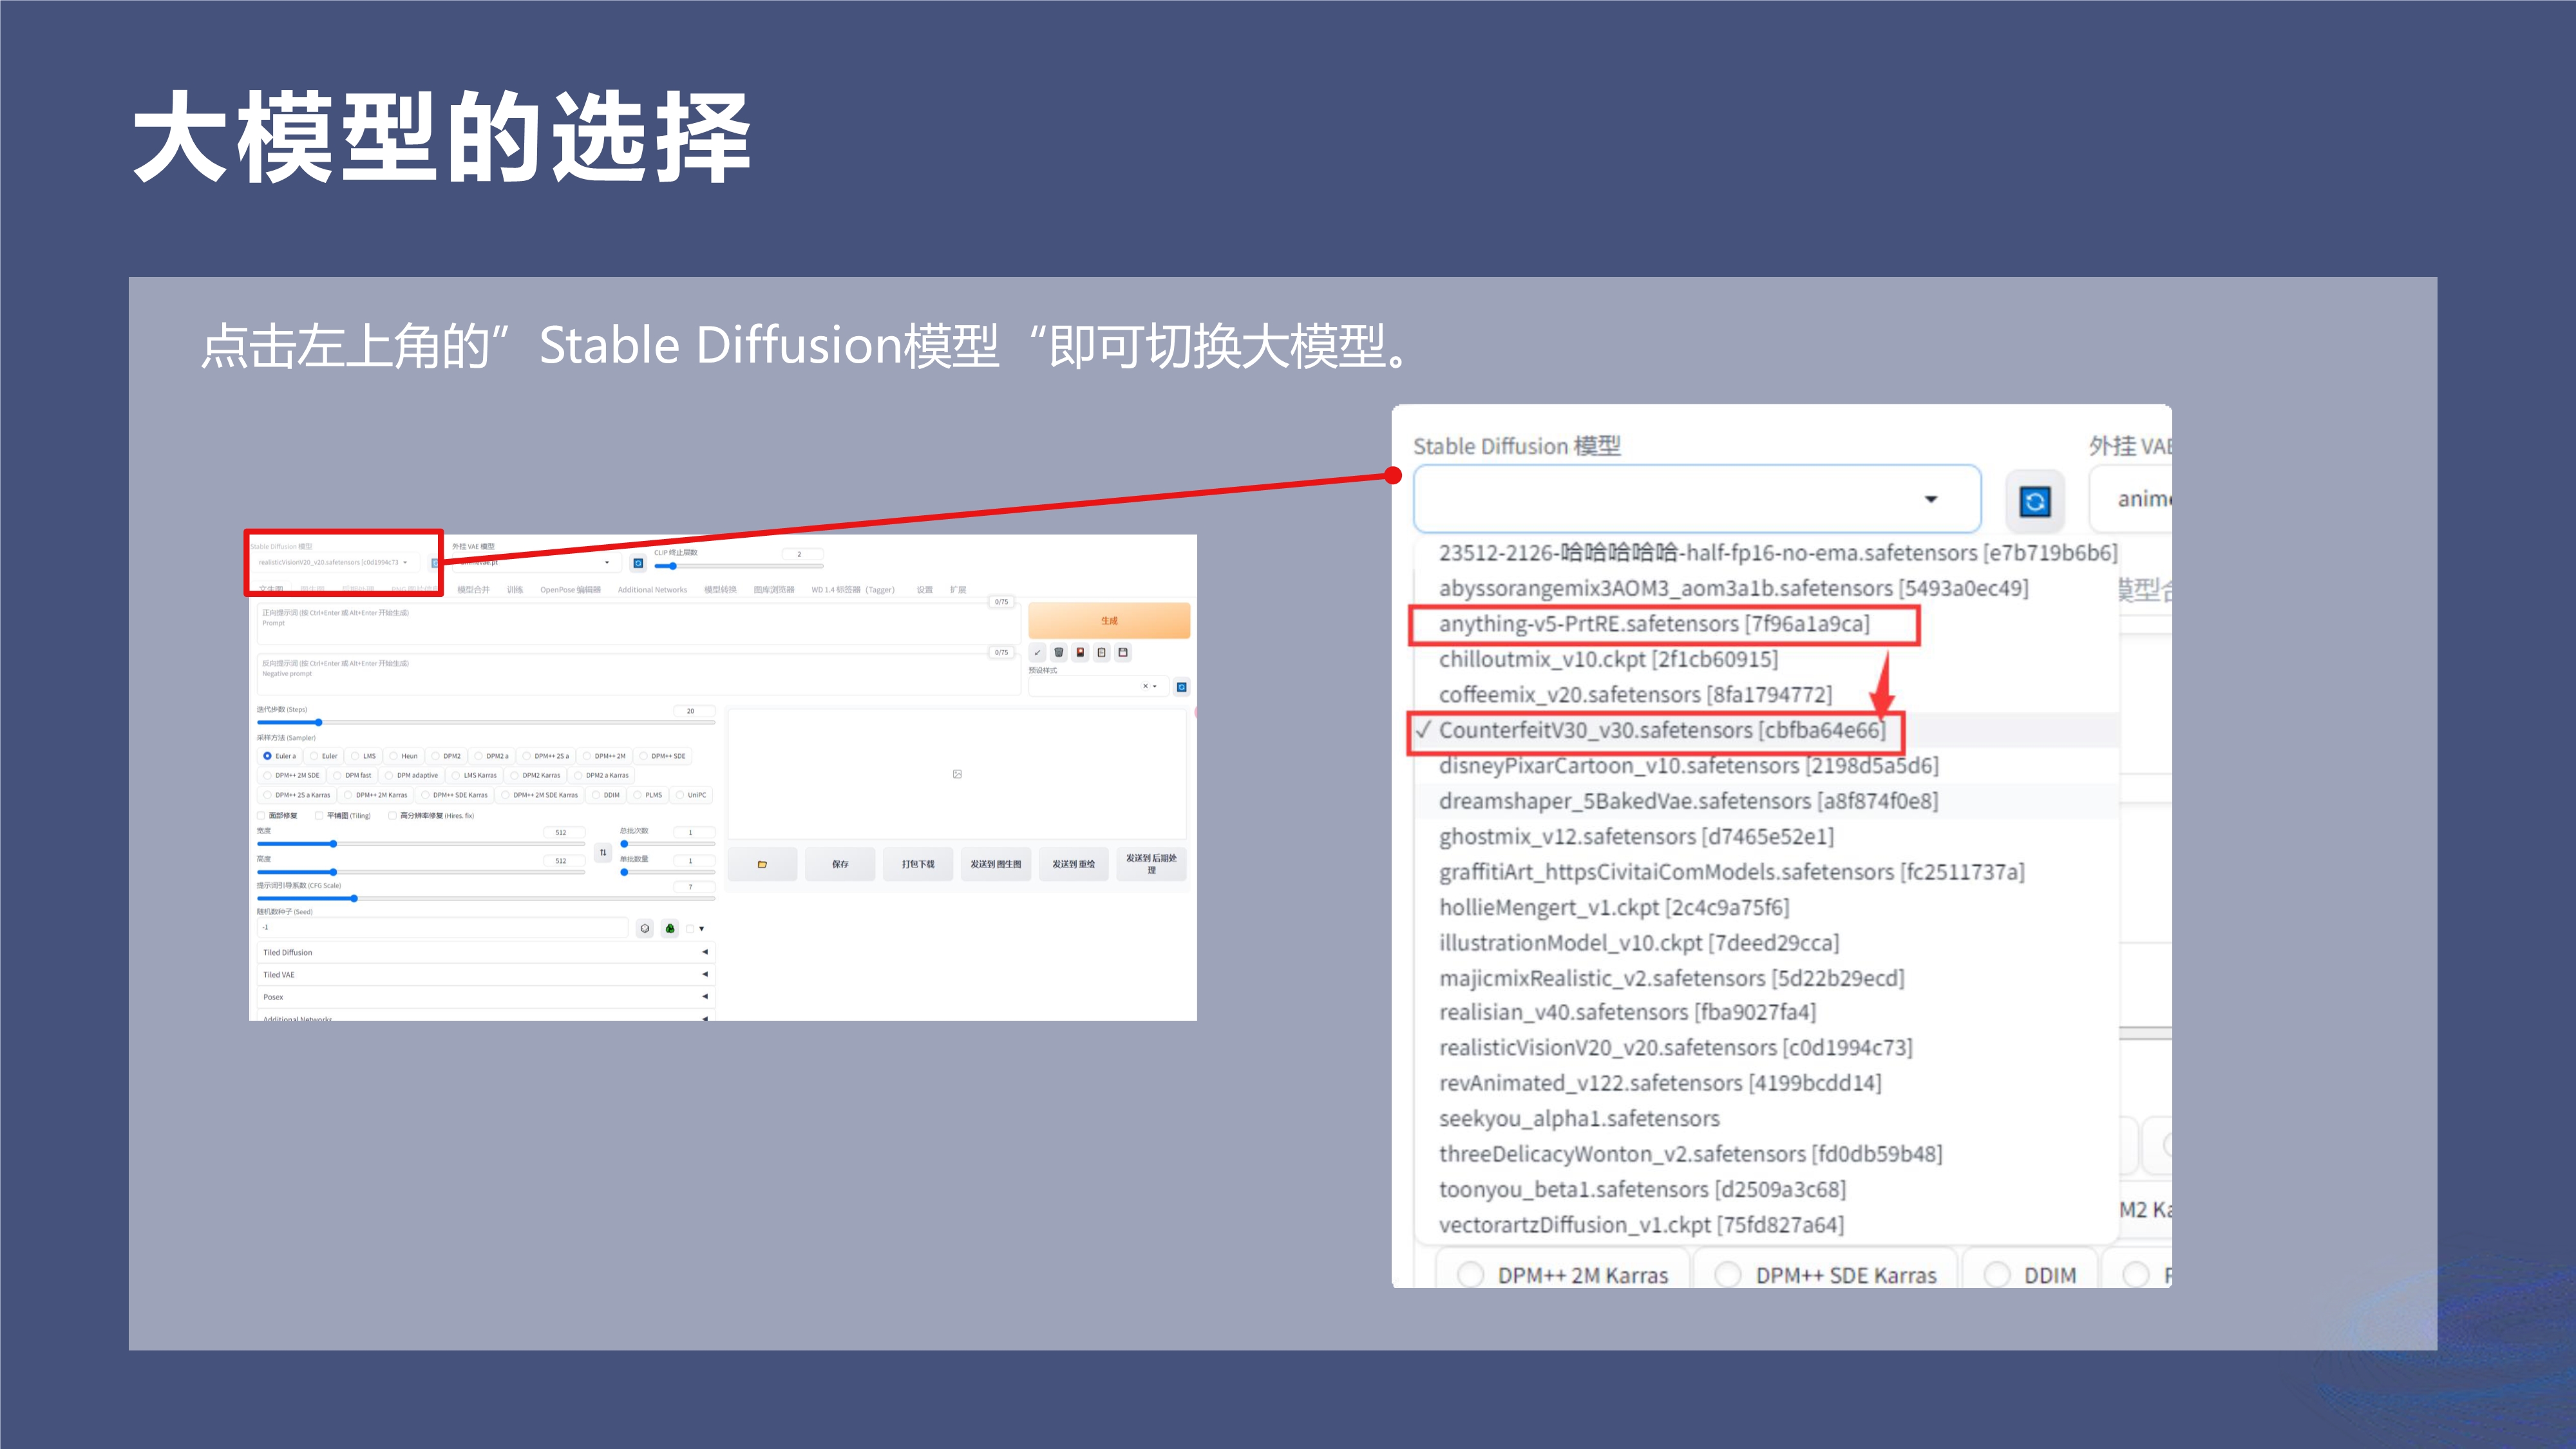 大模型的选择
点击左上角的”Stable Diffusion模型“即可切换大模型。
Stable Diffusion 模型
realisticVisionV20_v20.safetensors [c0d1994c73
外挂 VAE 模型
CLIP 终止层数
2
文生图
模型合并
训练
OpenPose 编辑器
Additional Networks
模型转换
图库浏览器
WD 1.4 标签器 (Tagger)
设置
扩展
正向提示词 (按 Ctrl+Enter 或 Alt+Enter 开始生成)
Prompt
0/75
生成
反向提示词 (按 Ctrl+Enter 或 Alt+Enter 开始生成)
Negative prompt
0/75
预设样式
迭代步数 (Steps)
20
采样方法 (Sampler)
Euler a
Euler
LMS
Heun
DPM2
DPM2 a
DPM++ 2S a
DPM++ 2M
DPM++ SDE
DPM++ 2M SDE
DPM fast
DPM adaptive
LMS Karras
DPM2 Karras
DPM2 a Karras
DPM++ 2S a Karras
DPM++ 2M Karras
DPM++ SDE Karras
DPM++ 2M SDE Karras
DDIM
PLMS
UniPC
面部修复
平铺图 (Tiling)
高分辨率修复 (Hires. fix)
宽度
512
总批次数
1
高度
512
单批数量
1
提示词引导系数 (CFG Scale)
7
随机数种子 (Seed)
-1
Tiled Diffusion
Tiled VAE
Posex
Additional Networks
保存
打包下载
发送到 图生图
发送到 重绘
发送到 后期处
理
Stable Diffusion 模型
外挂 VAE
anime
23512-2126-哈哈哈哈哈-half-fp16-no-ema.safetensors [e7b719b6b6]
abyssorangemix3AOM3_aom3a1b.safetensors [5493a0ec49]
模型合
anything-v5-PrtRE.safetensors [7f96a1a9ca]
chilloutmix_v10.ckpt [2f1cb60915]
coffeemix_v20.safetensors [8fa1794772]
✓ CounterfeitV30_v30.safetensors [cbfba64e66]
disneyPixarCartoon_v10.safetensors [2198d5a5d6]
dreamshaper_5BakedVae.safetensors [a8f874f0e8]
ghostmix_v12.safetensors [d7465e52e1]
graffitiArt_httpsCivitaiComModels.safetensors [fc2511737a]
hollieMengert_v1.ckpt [2c4c9a75f6]
illustrationModel_v10.ckpt [7deed29cca]
majicmixRealistic_v2.safetensors [5d22b29ecd]
realisian_v40.safetensors [fba9027fa4]
realisticVisionV20_v20.safetensors [c0d1994c73]
revAnimated_v122.safetensors [4199bcdd14]
seekyou_alpha1.safetensors
threeDelicacyWonton_v2.safetensors [fd0db59b48]
toonyou_beta1.safetensors [d2509a3c68]
M2 Ka
vectorartzDiffusion_v1.ckpt [75fd827a64]
DPM++ 2M Karras
DPM++ SDE Karras
DDIM